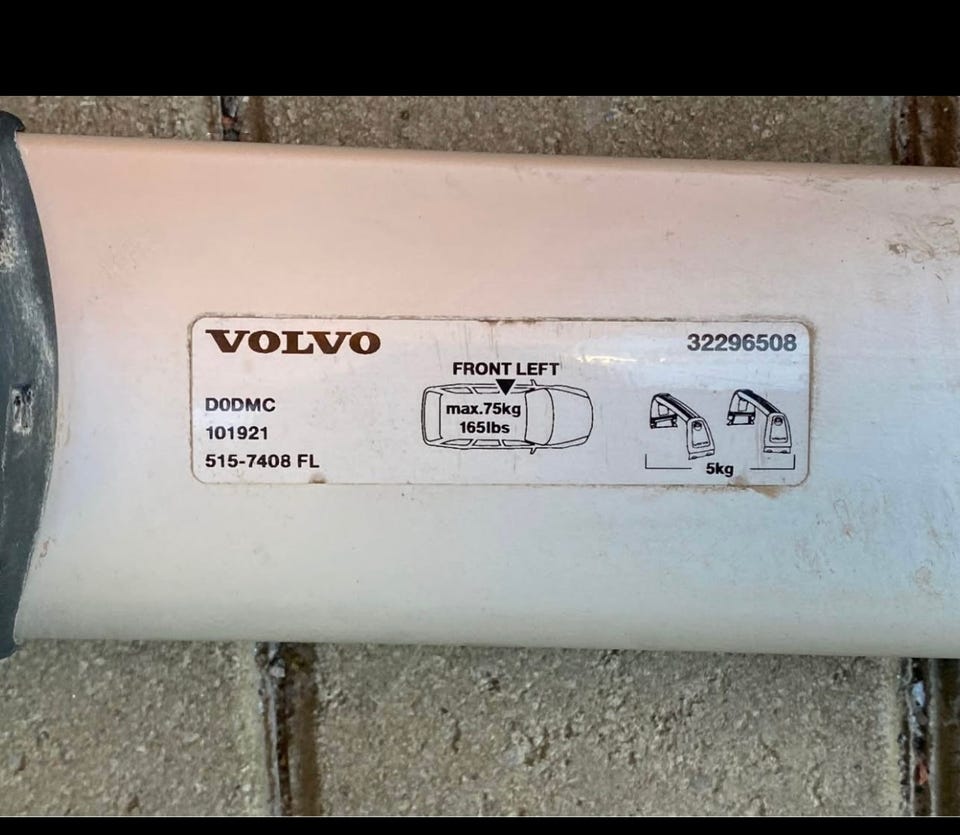 VOLVO
32296508
FRONT LEFT
max.75kg
165lbs
D0DMC
101921
515-7408 FL
5kg